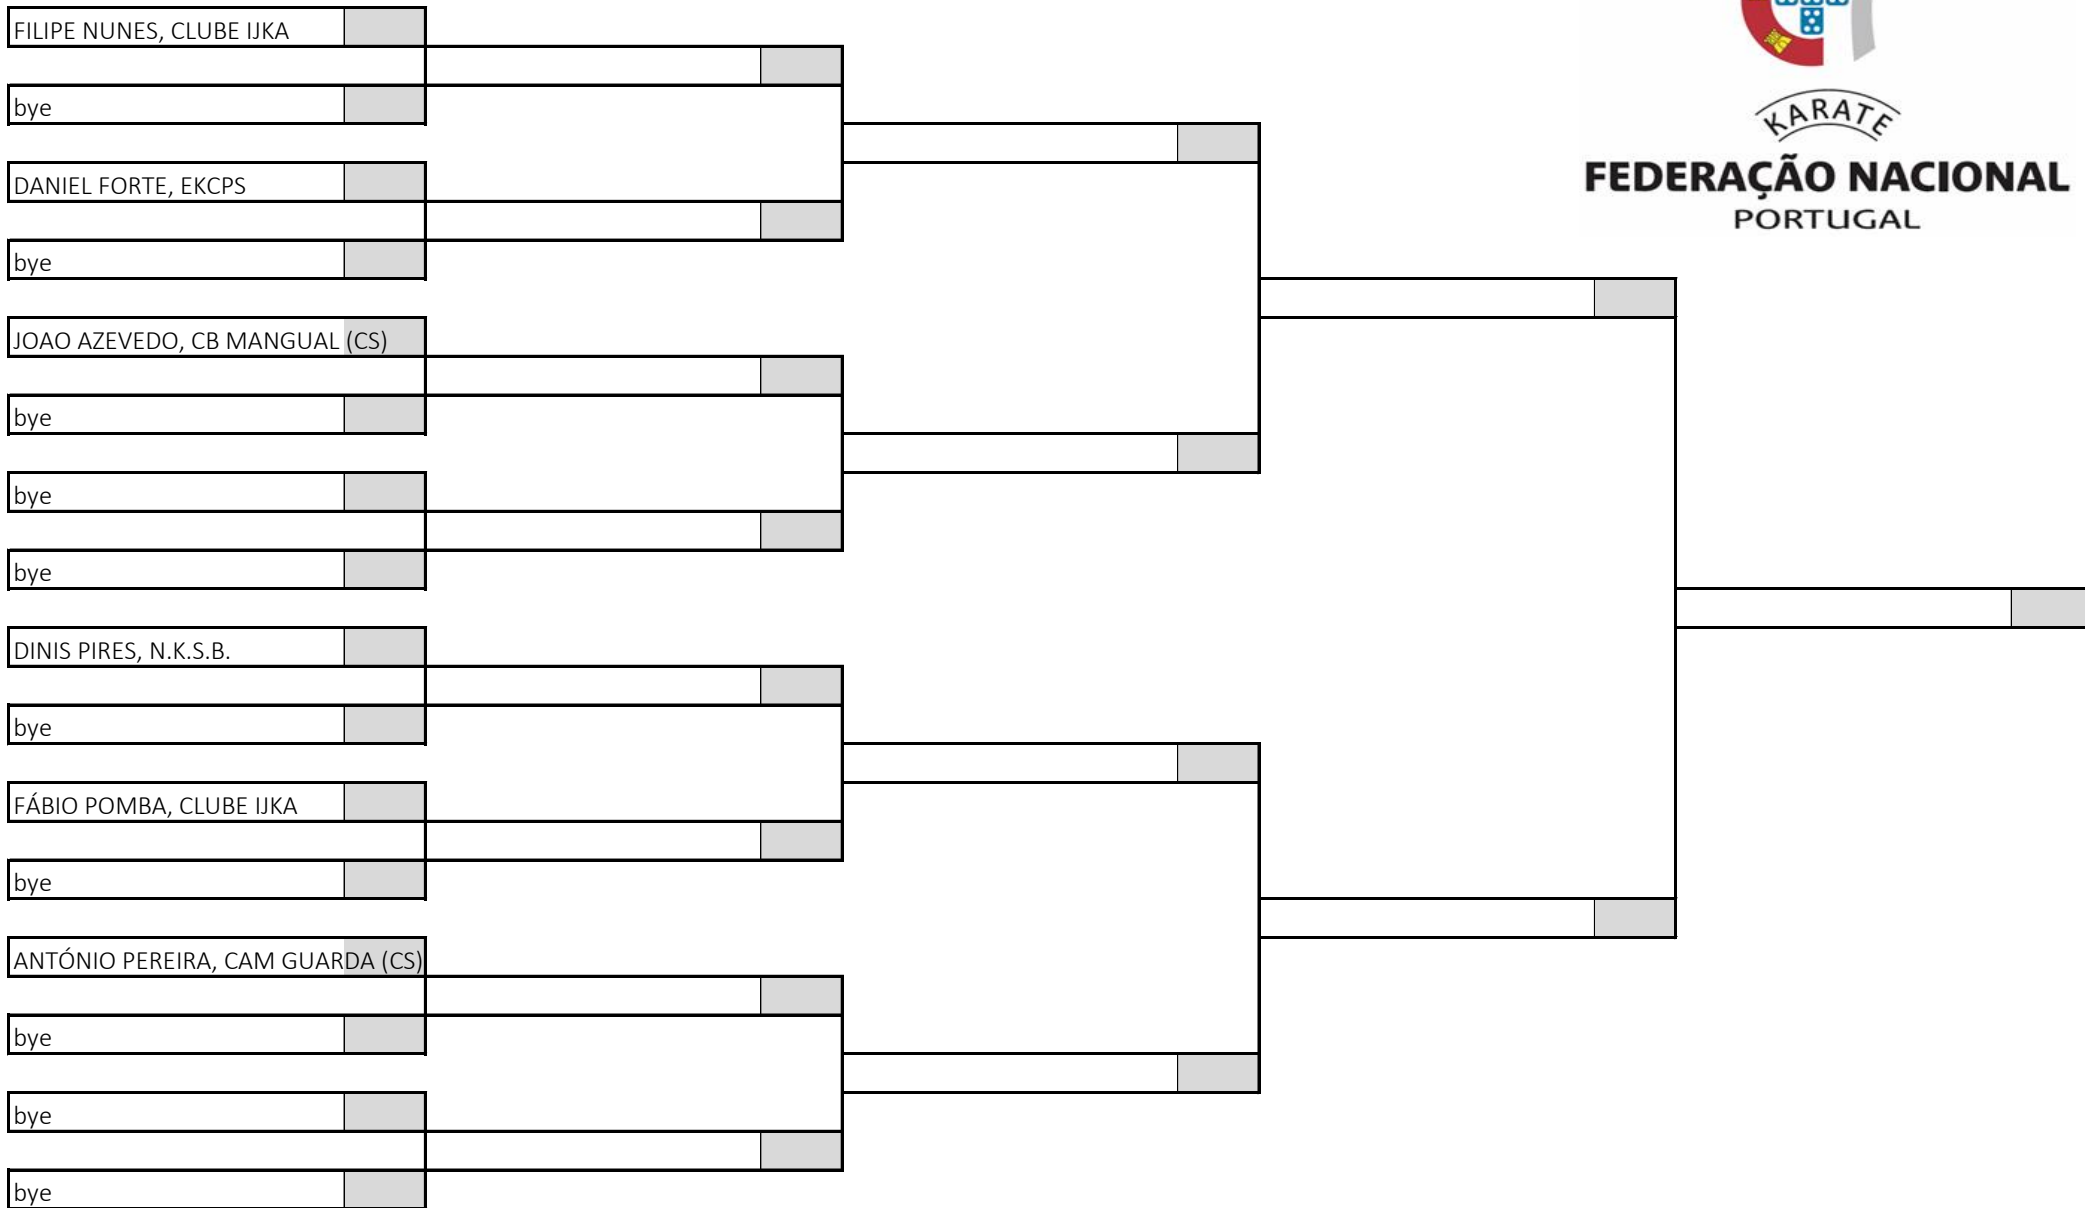 FILIPE NUNES, CLUBE IJKA
bye
DANIEL FORTE, EKCPS
bye
JOAO AZEVEDO, CB MANGUAL (CS)
bye
bye
bye
DINIS PIRES, N.K.S.B.
bye
FÁBIO POMBA, CLUBE IJKA
bye
ANTÓNIO PEREIRA, CAM GUARDA (CS)
bye
bye
bye
KARATE
FEDERAÇÃO NACIONAL
PORTUGAL